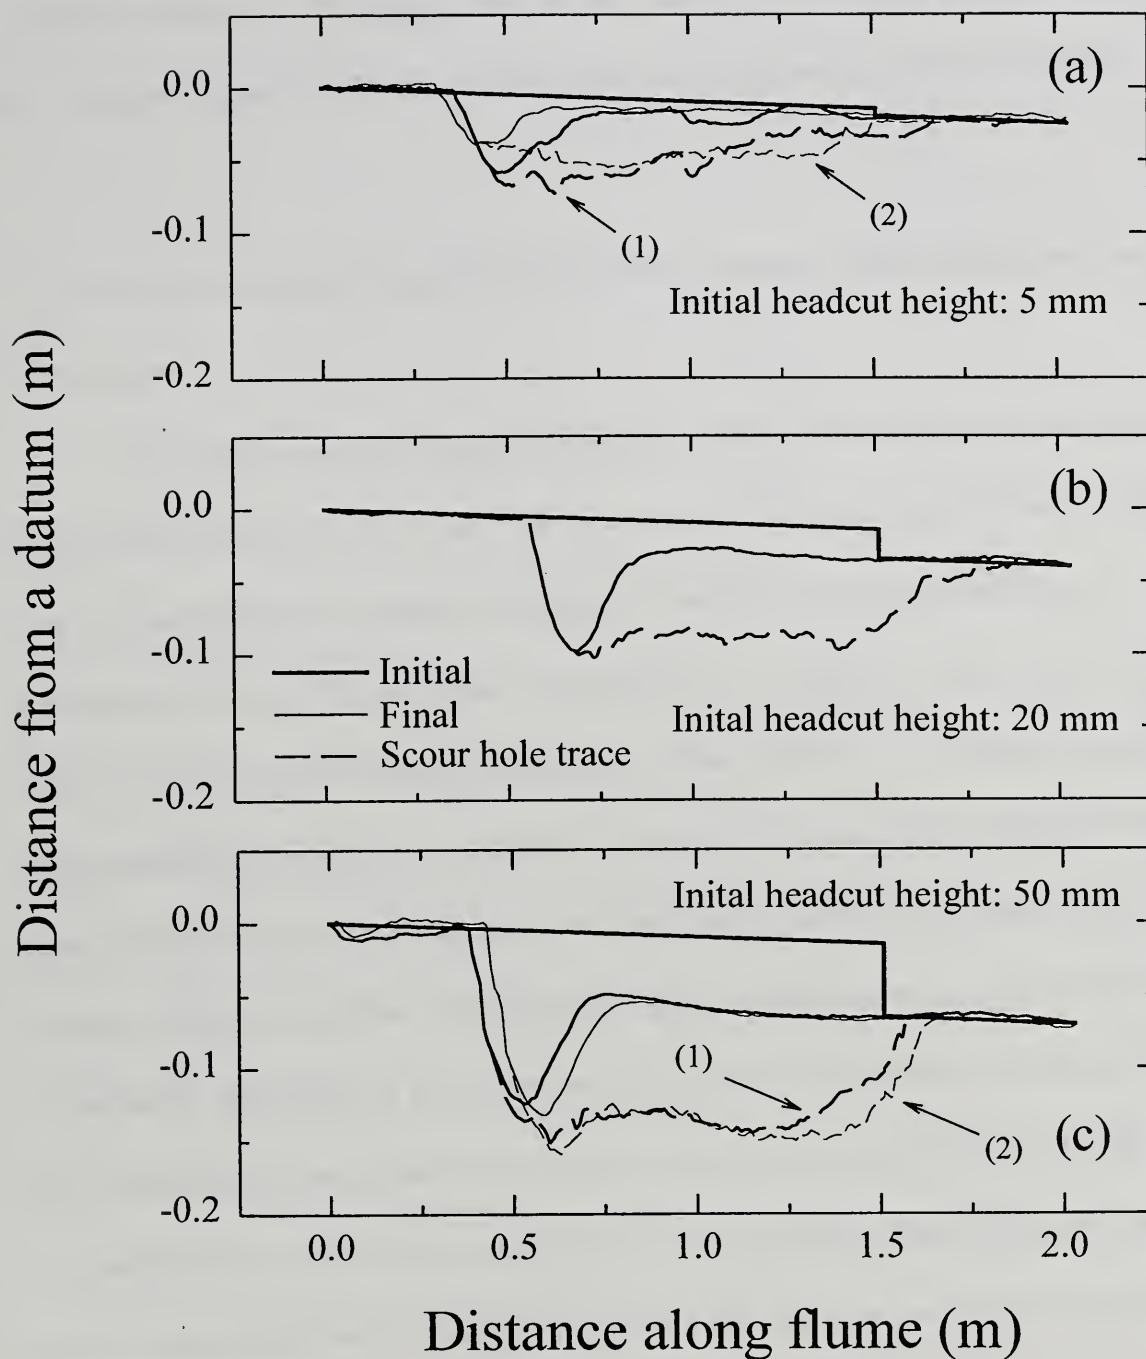 Distance from a datum (m)
(a)
0.0
-0.1
-0.2
(1)
(2)
Initial headcut height: 5 mm
(b)
0.0
-0.1
-0.2
Initial
Final
Scour hole trace
Inital headcut height: 20 mm
Inital headcut height: 50 mm
0.0
-0.1
-0.2
(1)
(2)
(c)
0.0
0.5
1.0
1.5
2.0
Distance along flume (m)